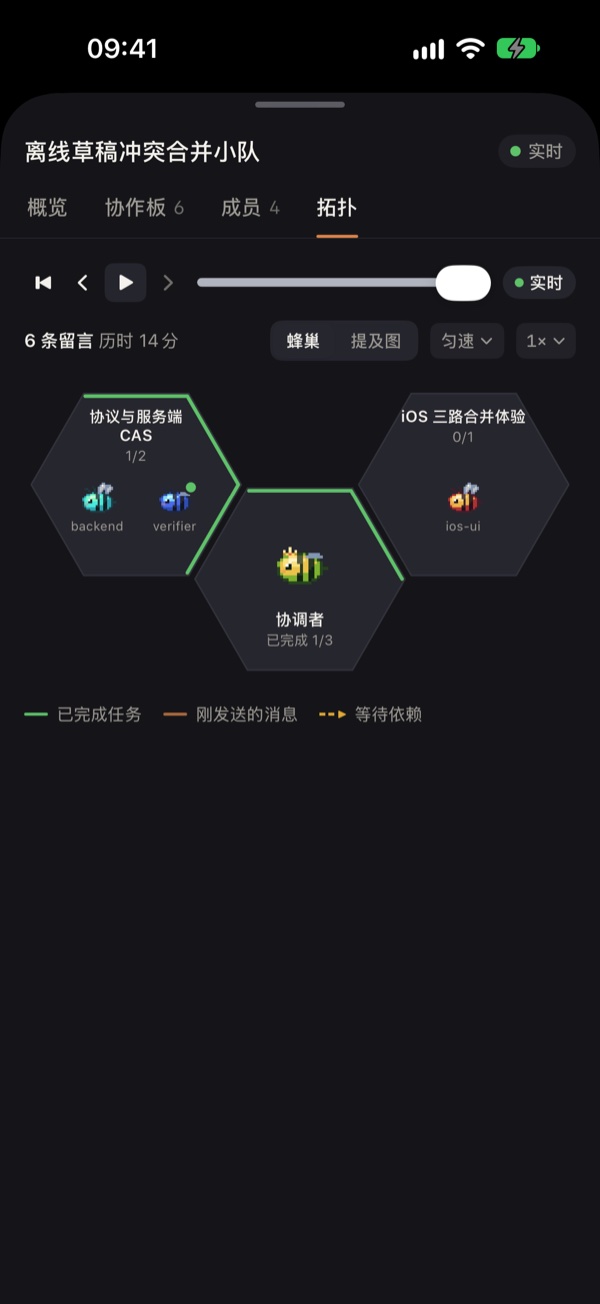 09:41
离线草稿冲突合并小队
实时
概览 协作板 6 成员 4 拓扑
实时
6 条留言 历时 14 分
蜂巢 提及图 匀速 1×
协议与服务端
CAS
1/2
backend verifier
iOS 三路合并体验
0/1
ios-ui
协调者
已完成 1/3
已完成任务 刚发送的消息 等待依赖